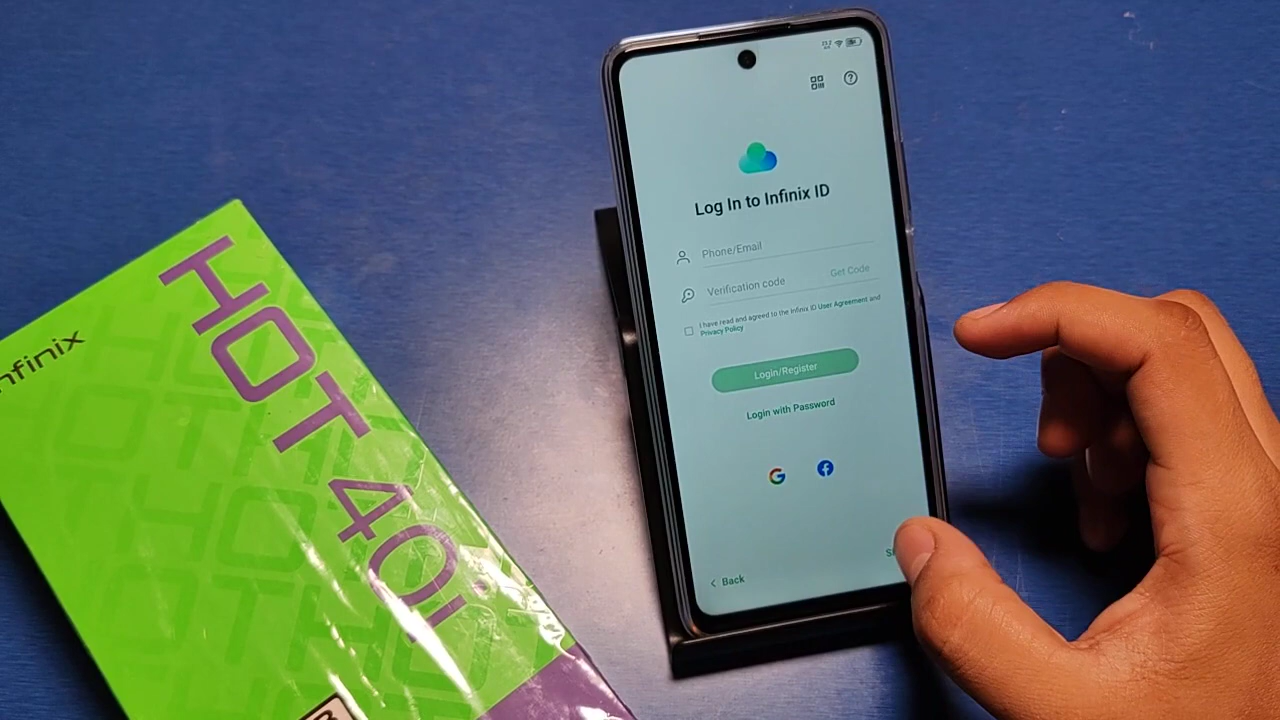 infinix
HOT 40i
Log In to Infinix ID
Phone/Email
Verification code
Get Code
I have read and agreed to the Infinix ID User Agreement and
Privacy Policy
Login/Register
Login with Password
Back